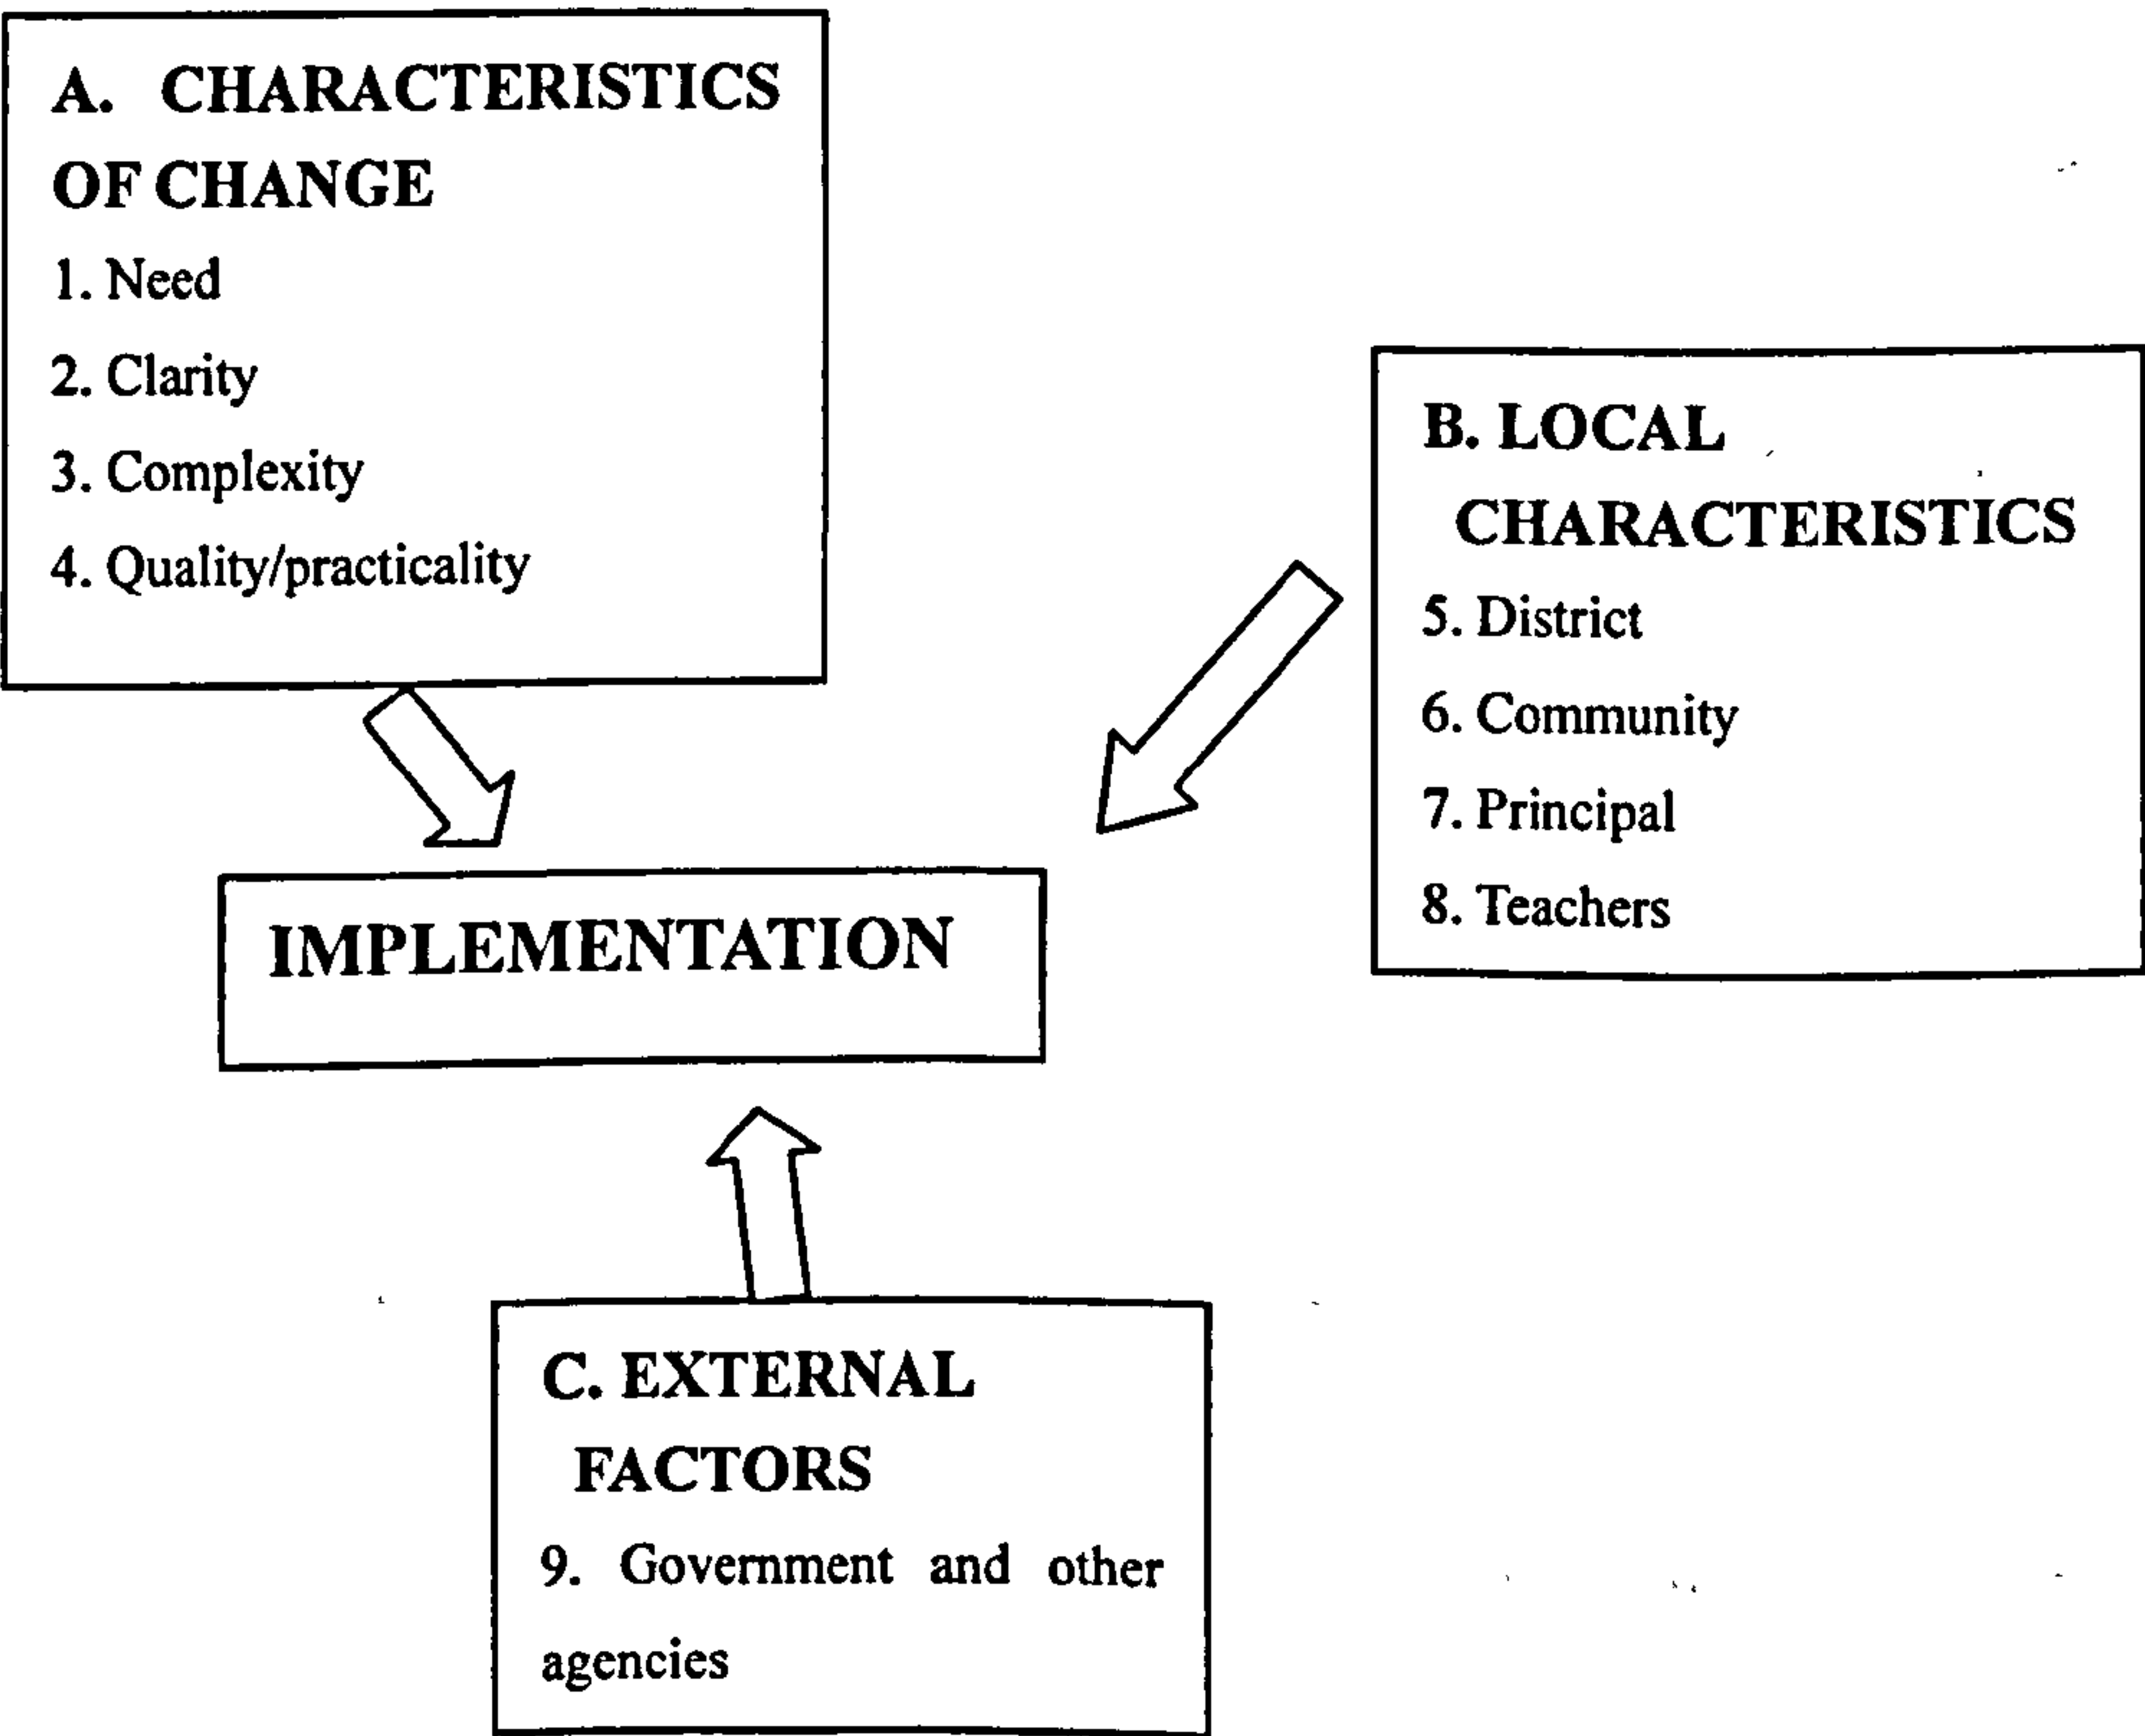 A. CHARACTERISTICS
OF CHANGE
1. Need
2. Clarity
3. Complexity
4. Quality/practicality
B. LOCAL
CHARACTERISTICS
5. District
6. Community
7. Principal
8. Teachers
IMPLEMENTATION
C. EXTERNAL
FACTORS
9. Government and other
agencies